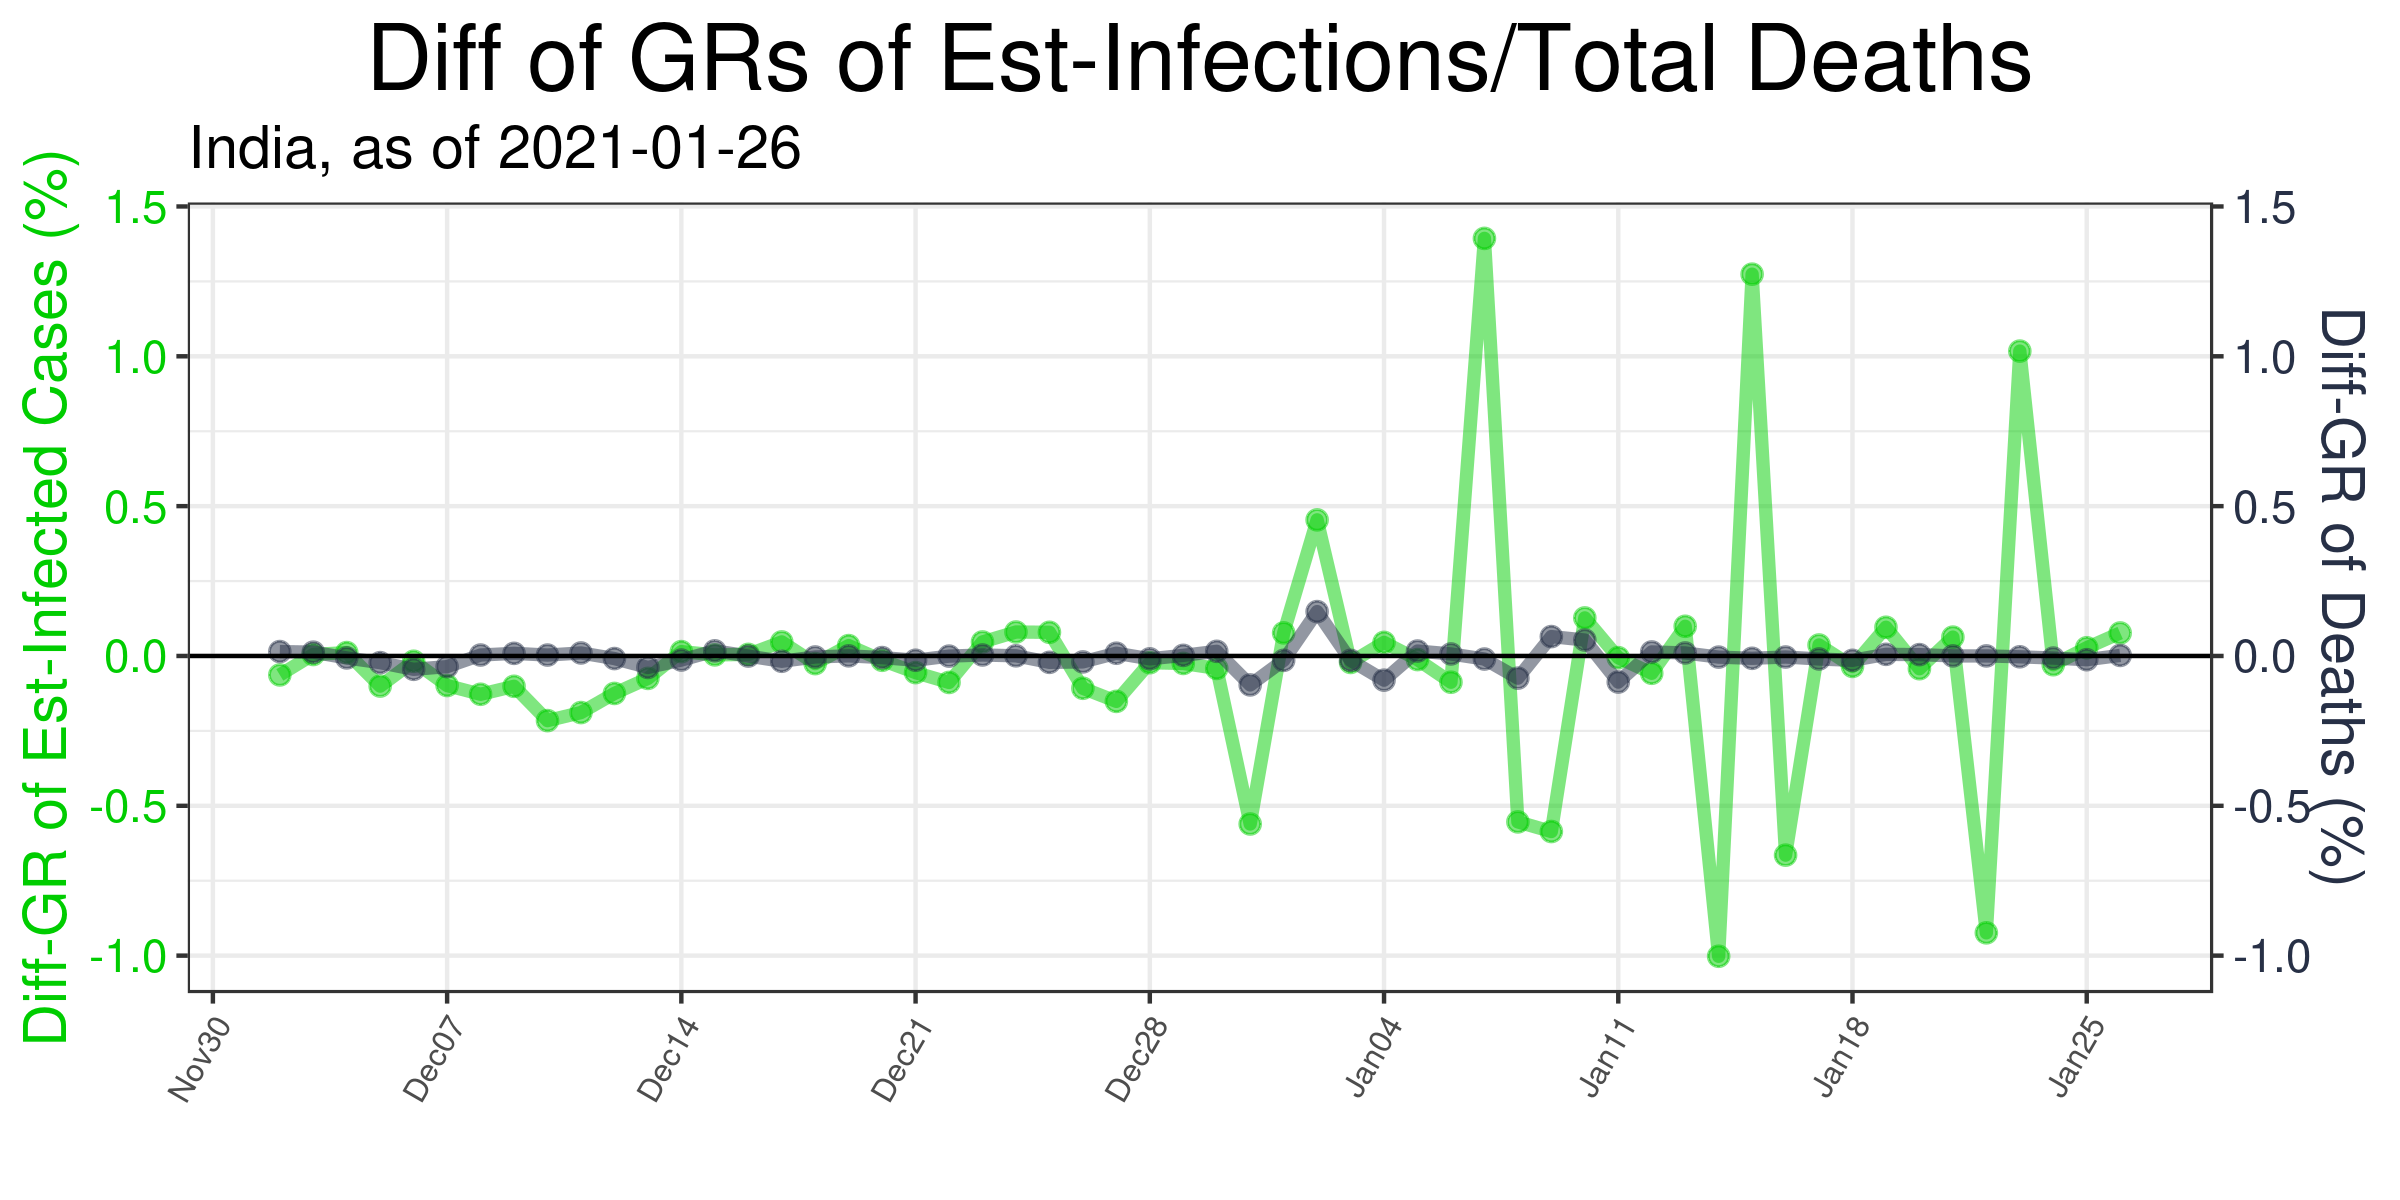 Diff of GRs of Est-Infections/Total Deaths
India, as of 2021-01-26
Diff-GR of Est-Infected Cases (%)
1.5
1.0
0.5
0.0
-0.5
-1.0
1.5
1.0
0.5
0.0
-0.5
-1.0
Diff-GR of Deaths (%)
Nov30
Dec07
Dec14
Dec21
Dec28
Jan04
Jan11
Jan18
Jan25